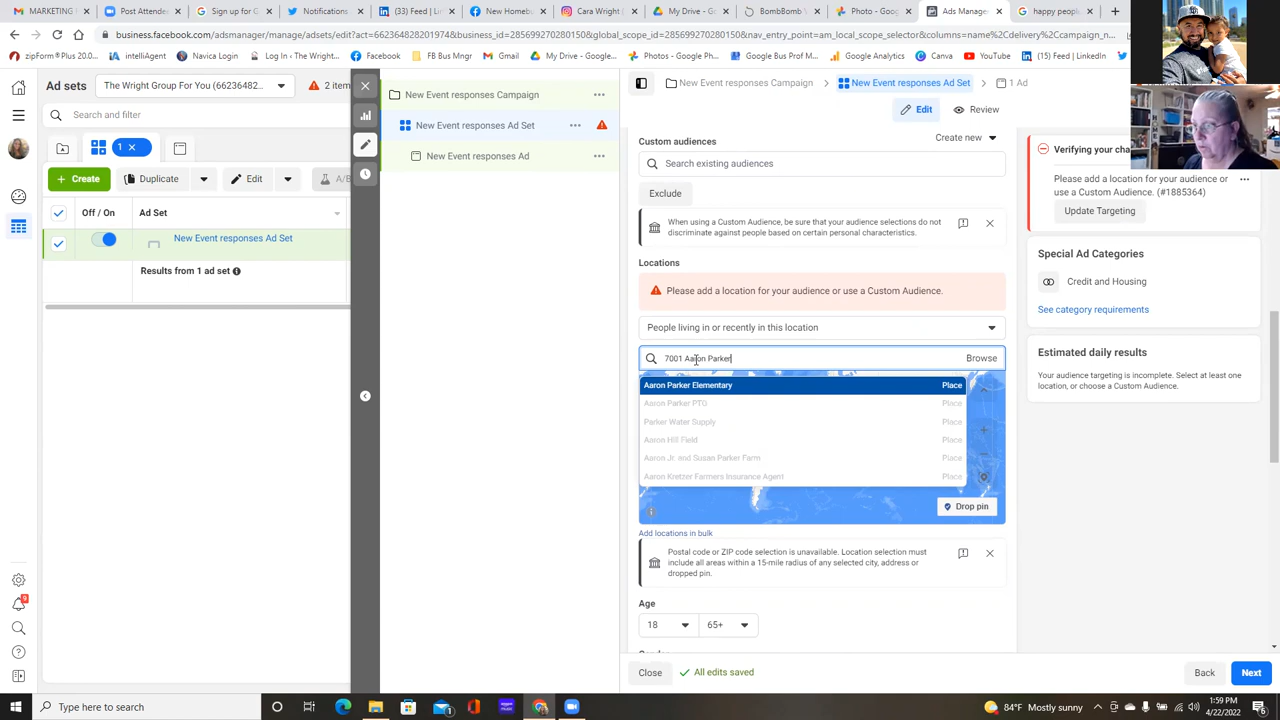 Meetings - Zoom
Post Attendee
Sign up for C
Twitter
Notifications
(33) Feed | L
New Homebu
Cara Wright (
BombBomb V
Photo - Goog
Ads Manager
happy people
business.facebook.com/adsmanager/manage/adsets/edit?act=662364828201974&business_id=285699270280150&global_scope_id=285699270280150&nav_entry_point=am_local_scope_selector&columns=name%2Cdelivery%2Ccampaign_n...
zipForm® Plus 20.0...
intelliAgent
Navica Login
In - The Wright...
Facebook
FB Bus Mngr
Gmail
My Drive - Google...
Photos - Google Ph...
Google Bus Prof M...
Google Analytics
Canva
YouTube
(15) Feed | LinkedIn
Ad sets
The Wright Group For You (66236482...
2 item
Search and filter
1
Create
Duplicate
Edit
A/B
Off / On
Ad Set
New Event responses Ad Set
Results from 1 ad set
New Event responses Campaign
New Event responses Ad Set
New Event responses Ad
New Event responses Campaign
New Event responses Ad Set
1 Ad
Edit
Review
Custom audiences
Create new
Search existing audiences
Exclude
When using a Custom Audience, be sure that your audience selections do not
discriminate against people based on certain personal characteristics.
Locations
Please add a location for your audience or use a Custom Audience.
People living in or recently in this location
7001 Aaron Parker
Browse
Aaron Parker Elementary Place
Aaron Parker PTO Place
Parker Water Supply Place
Aaron Hill Field Place
Aaron Jr. and Susan Parker Farm Place
Aaron Kretzer Farmers Insurance Agent Place
Drop pin
Add locations in bulk
Postal code or ZIP code selection is unavailable. Location selection must
include all areas within a 15-mile radius of any selected city, address or
dropped pin.
Age
18
65+
Close
All edits saved
Back
Next
Verifying your cha
Please add a location for your audience or
use a Custom Audience. (#1885364)
Update Targeting
Special Ad Categories
Credit and Housing
See category requirements
Estimated daily results
Your audience targeting is incomplete. Select at least one
location, or choose a Custom Audience.
9
Type here to search
84°F Mostly sunny
1:59 PM
4/22/2022
6